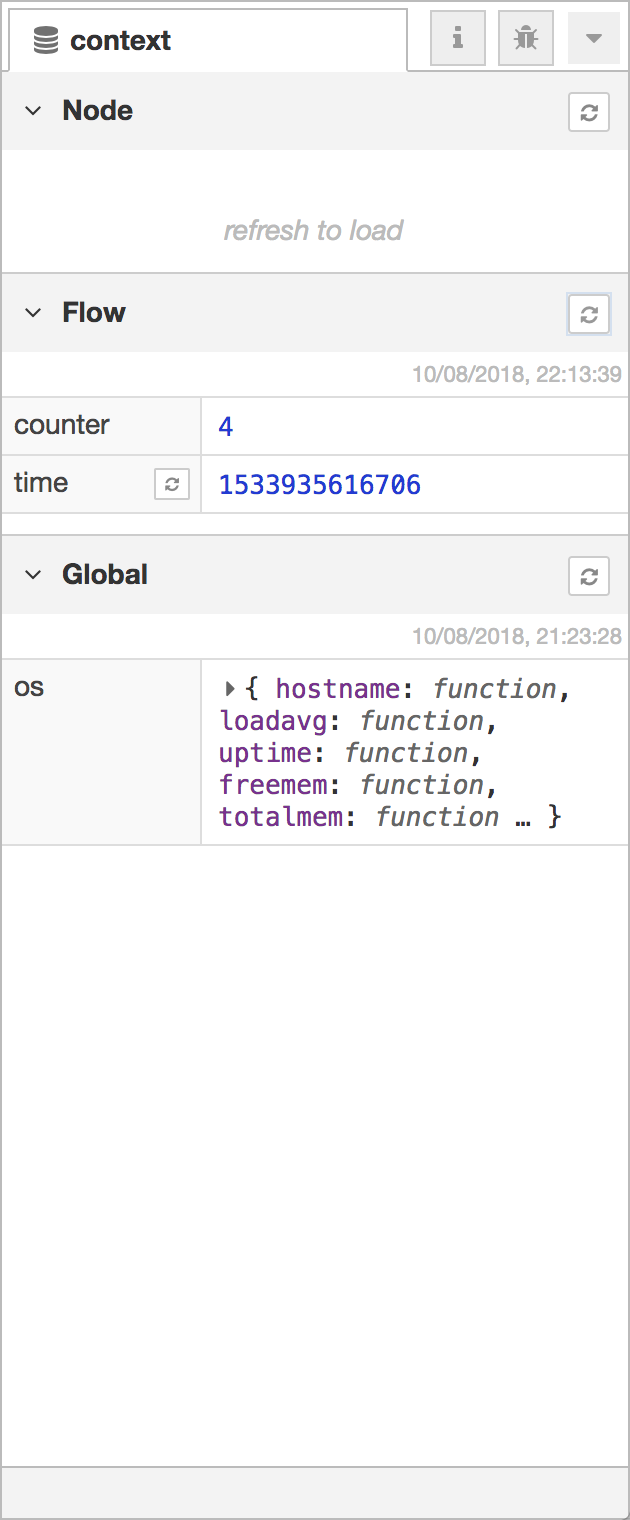 context
Node
refresh to load
Flow
10/08/2018, 22:13:39
counter 4
time 1533935616706
Global
10/08/2018, 21:23:28
os { hostname: function,
loadavg: function,
uptime: function,
freemem: function,
totalmem: function … }